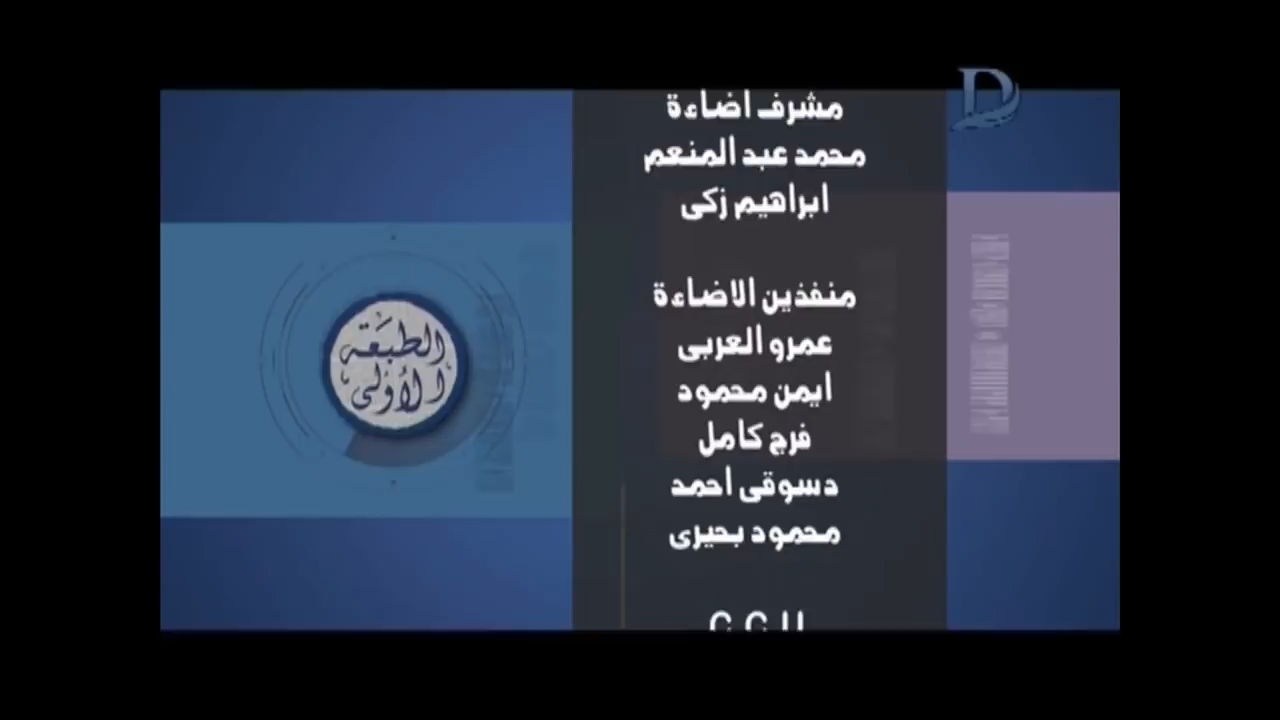 مشرف اضاءة
محمد عبد المنعم
ابراهيم زكى
منفذين الاضاءة
عمرو العربى
ايمن محمود
فرج كامل
دسوقى احمد
محمود بحيرى
C C U
الطبعَة
الأولى
D